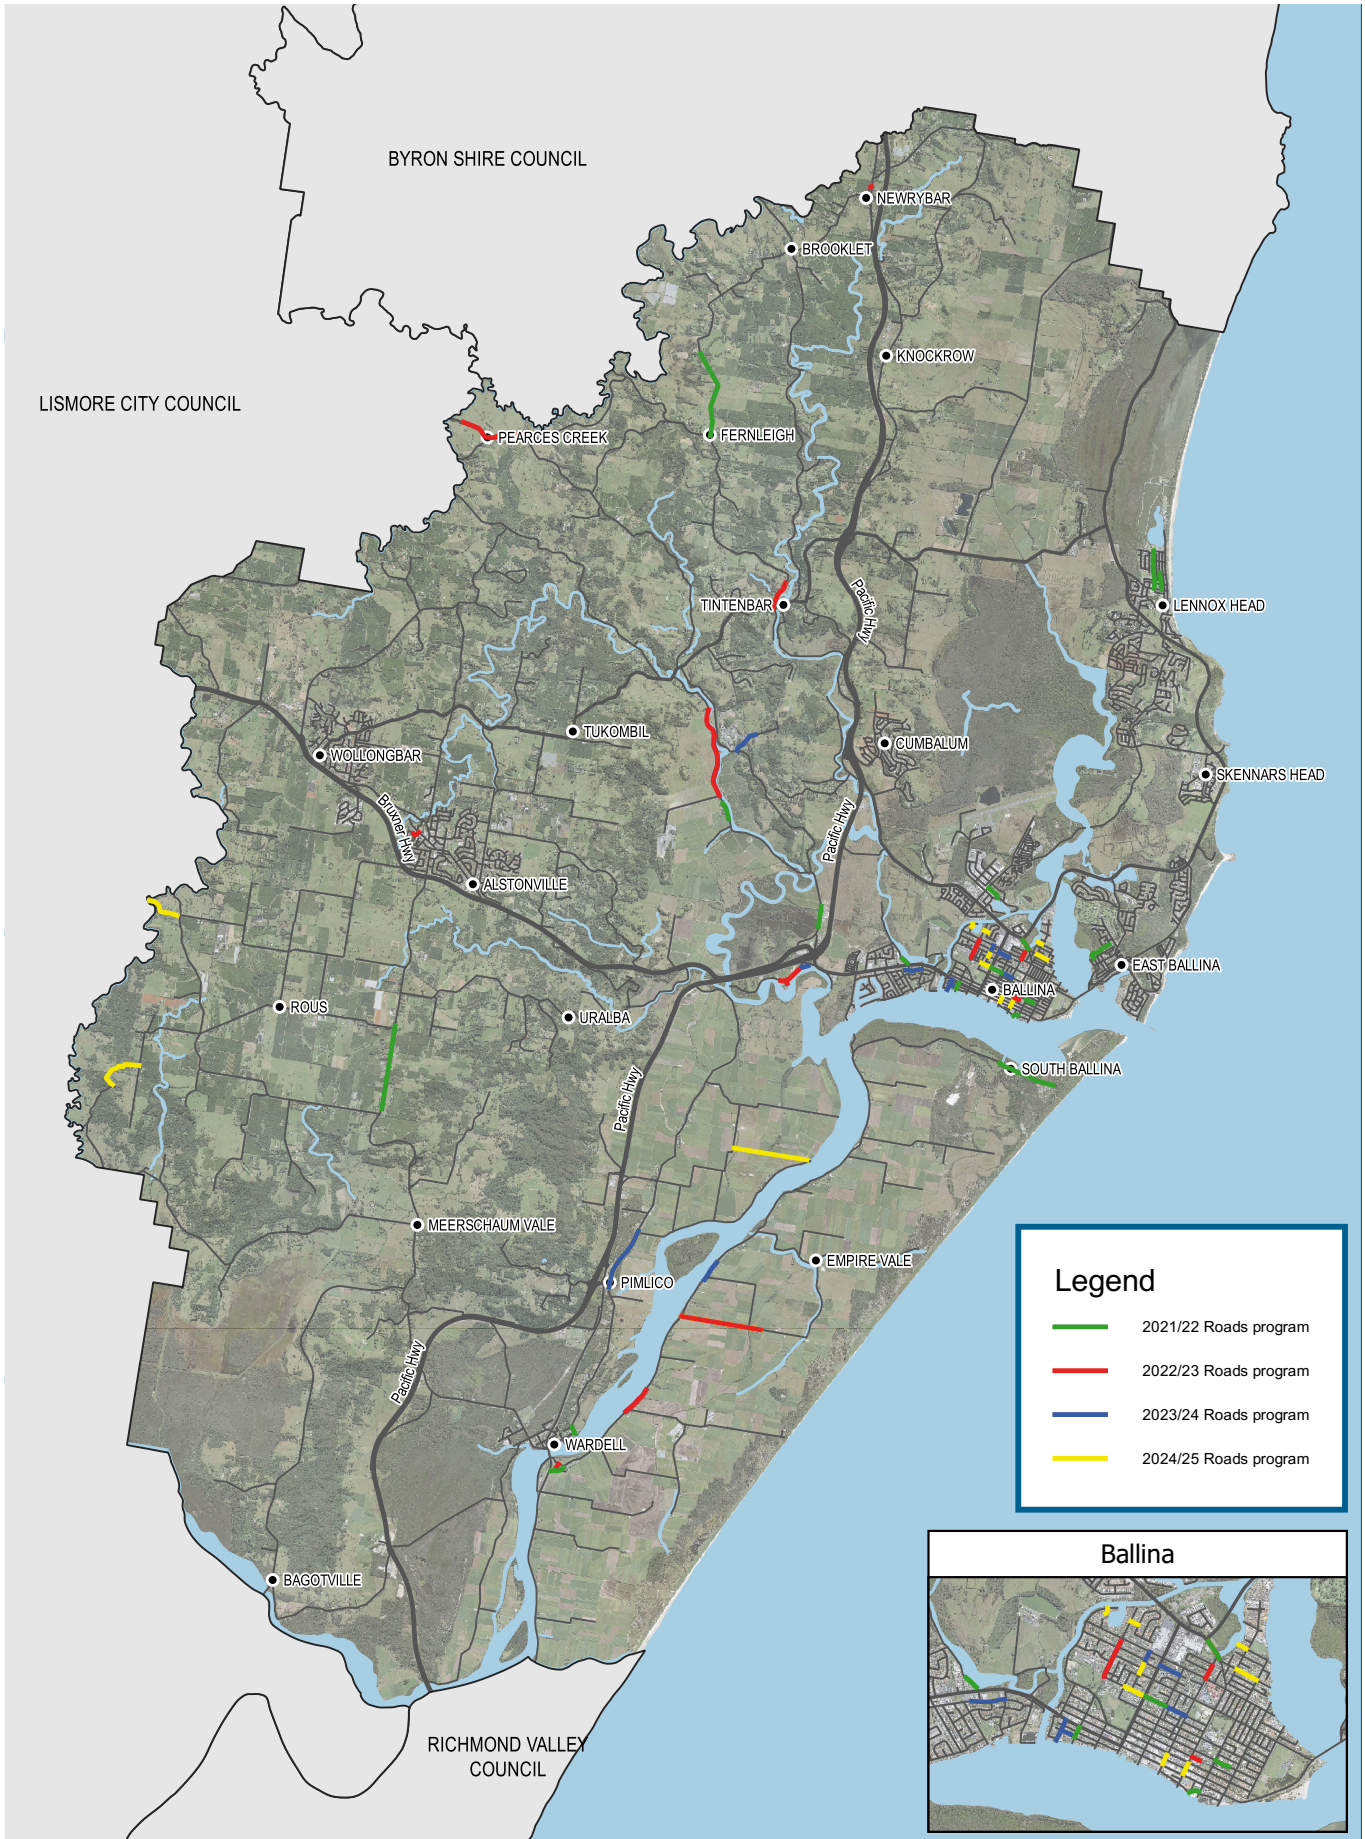 BYRON SHIRE COUNCIL
NEWRYBAR
BROOKLET
KNOCKROW
LISMORE CITY COUNCIL
PEARCES CREEK
FERNLEIGH
TINTENBAR
Pacific Hwy
LENNOX HEAD
TUKOMBIL
CUMBALUM
WOLLONGBAR
SKENNARS HEAD
Bruxner Hwy
Pacific Hwy
ALSTONVILLE
EAST BALLINA
BALLINA
ROUS
URALBA
SOUTH BALLINA
Pacific Hwy
MEERSCHAUM VALE
EMPIRE VALE
PIMLICO
Pacific Hwy
WARDELL
BAGOTVILLE
RICHMOND VALLEY
COUNCIL
Legend
2021/22 Roads program
2022/23 Roads program
2023/24 Roads program
2024/25 Roads program
Ballina